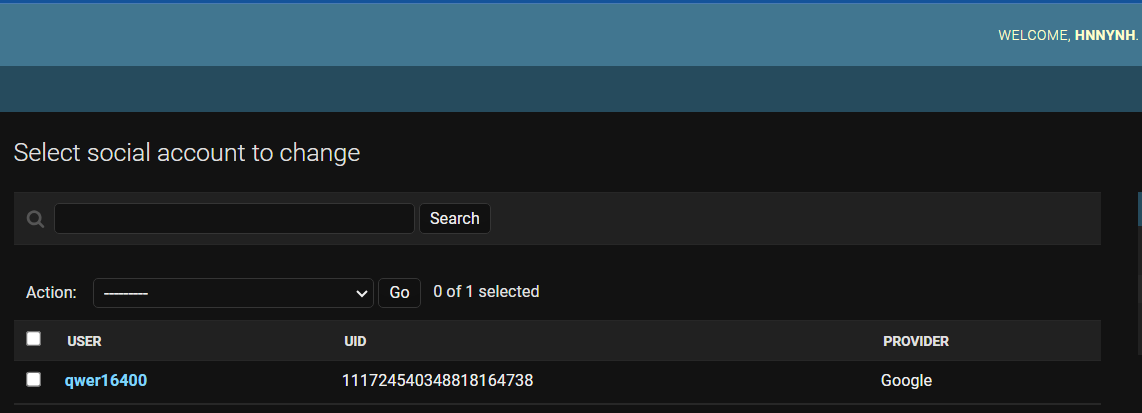 WELCOME, HNNYNH.
Select social account to change
Search
Action: --------- Go 0 of 1 selected
USER UID PROVIDER
qwer16400 111724540348818164738 Google